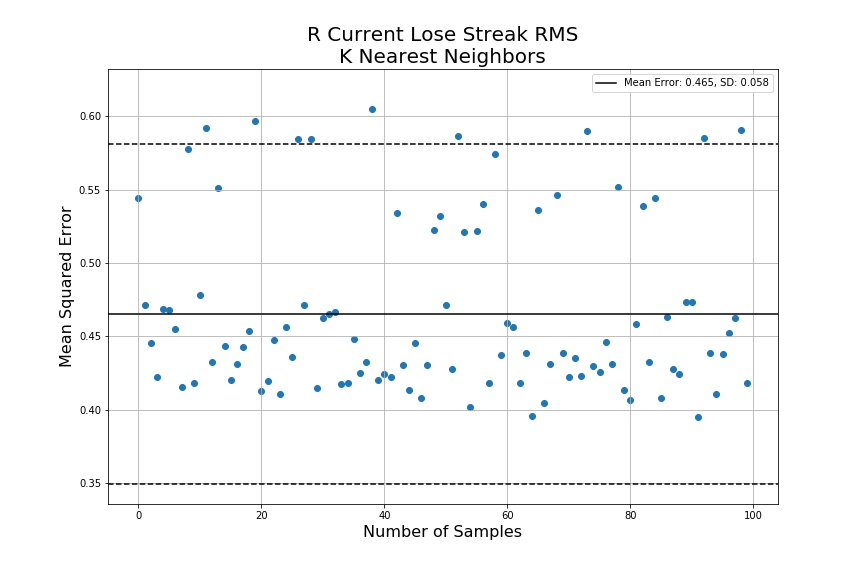 R Current Lose Streak RMS
K Nearest Neighbors
Mean Error: 0.465, SD: 0.058
Mean Squared Error
0.60
0.55
0.50
0.45
0.40
0.35
0
20
40
60
80
100
Number of Samples